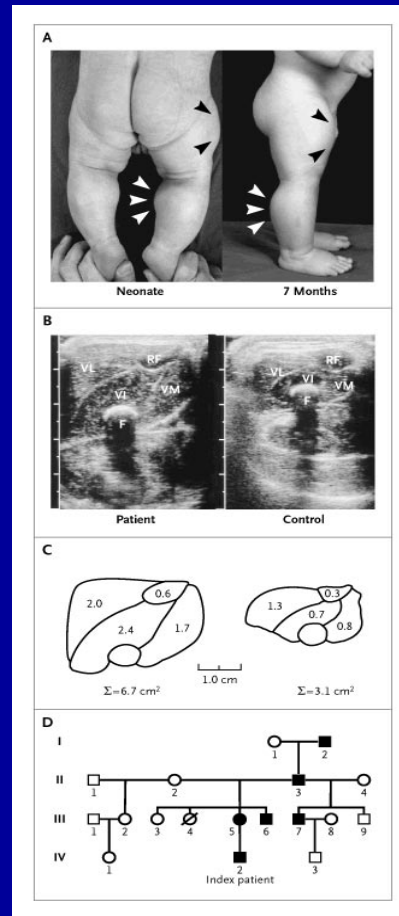 A
Neonate 7 Months
B
VL RF VI VM F
VL RF VI VM F
Patient Control
C
2.0 0.6 2.4 1.7
1.3 0.3 0.7 0.8
1.0 cm
Σ=6.7 cm² Σ=3.1 cm²
D
I
1 2
II
1 2 3 4
III
1 2 3 4 5 6 7 8 9
IV
1 2 3
Index patient